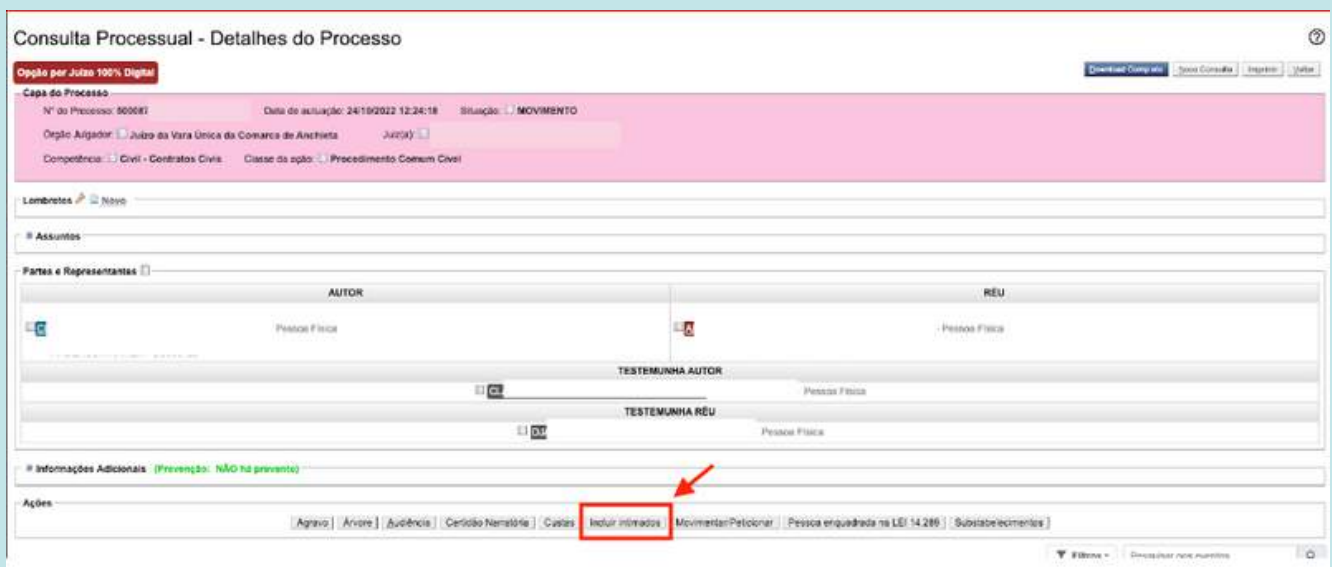 Consulta Processual - Detalhes do Processo
Opção por Juízo 100% Digital
Download Completo Nova Consulta Imprimir Voltar
Capa do Processo
Nº do Processo: 500087 Data de autuação: 24/10/2022 12:24:18 Situação: MOVIMENTO
Órgão Julgador: Juízo da Vara Única da Comarca de Anchieta Juiz(a):
Competência: Civil - Contratos Civis Classe da ação: Procedimento Comum Cível
Lembretes Novo
Assuntos
Partes e Representantes
AUTOR RÉU
C Pessoa Física A - Pessoa Física
TESTEMUNHA AUTOR
CL Pessoa Física
TESTEMUNHA RÉU
Pessoa Física
Informações Adicionais (Prevenção: NÃO há prevento)
Ações
Agravo Árvore Audiência Certidão Narratória Custas Incluir intimados Movimentar/Peticionar Pessoa enquadrada na LEI 14.289 Substabelecimentos
Filtros Pesquisar nos eventos